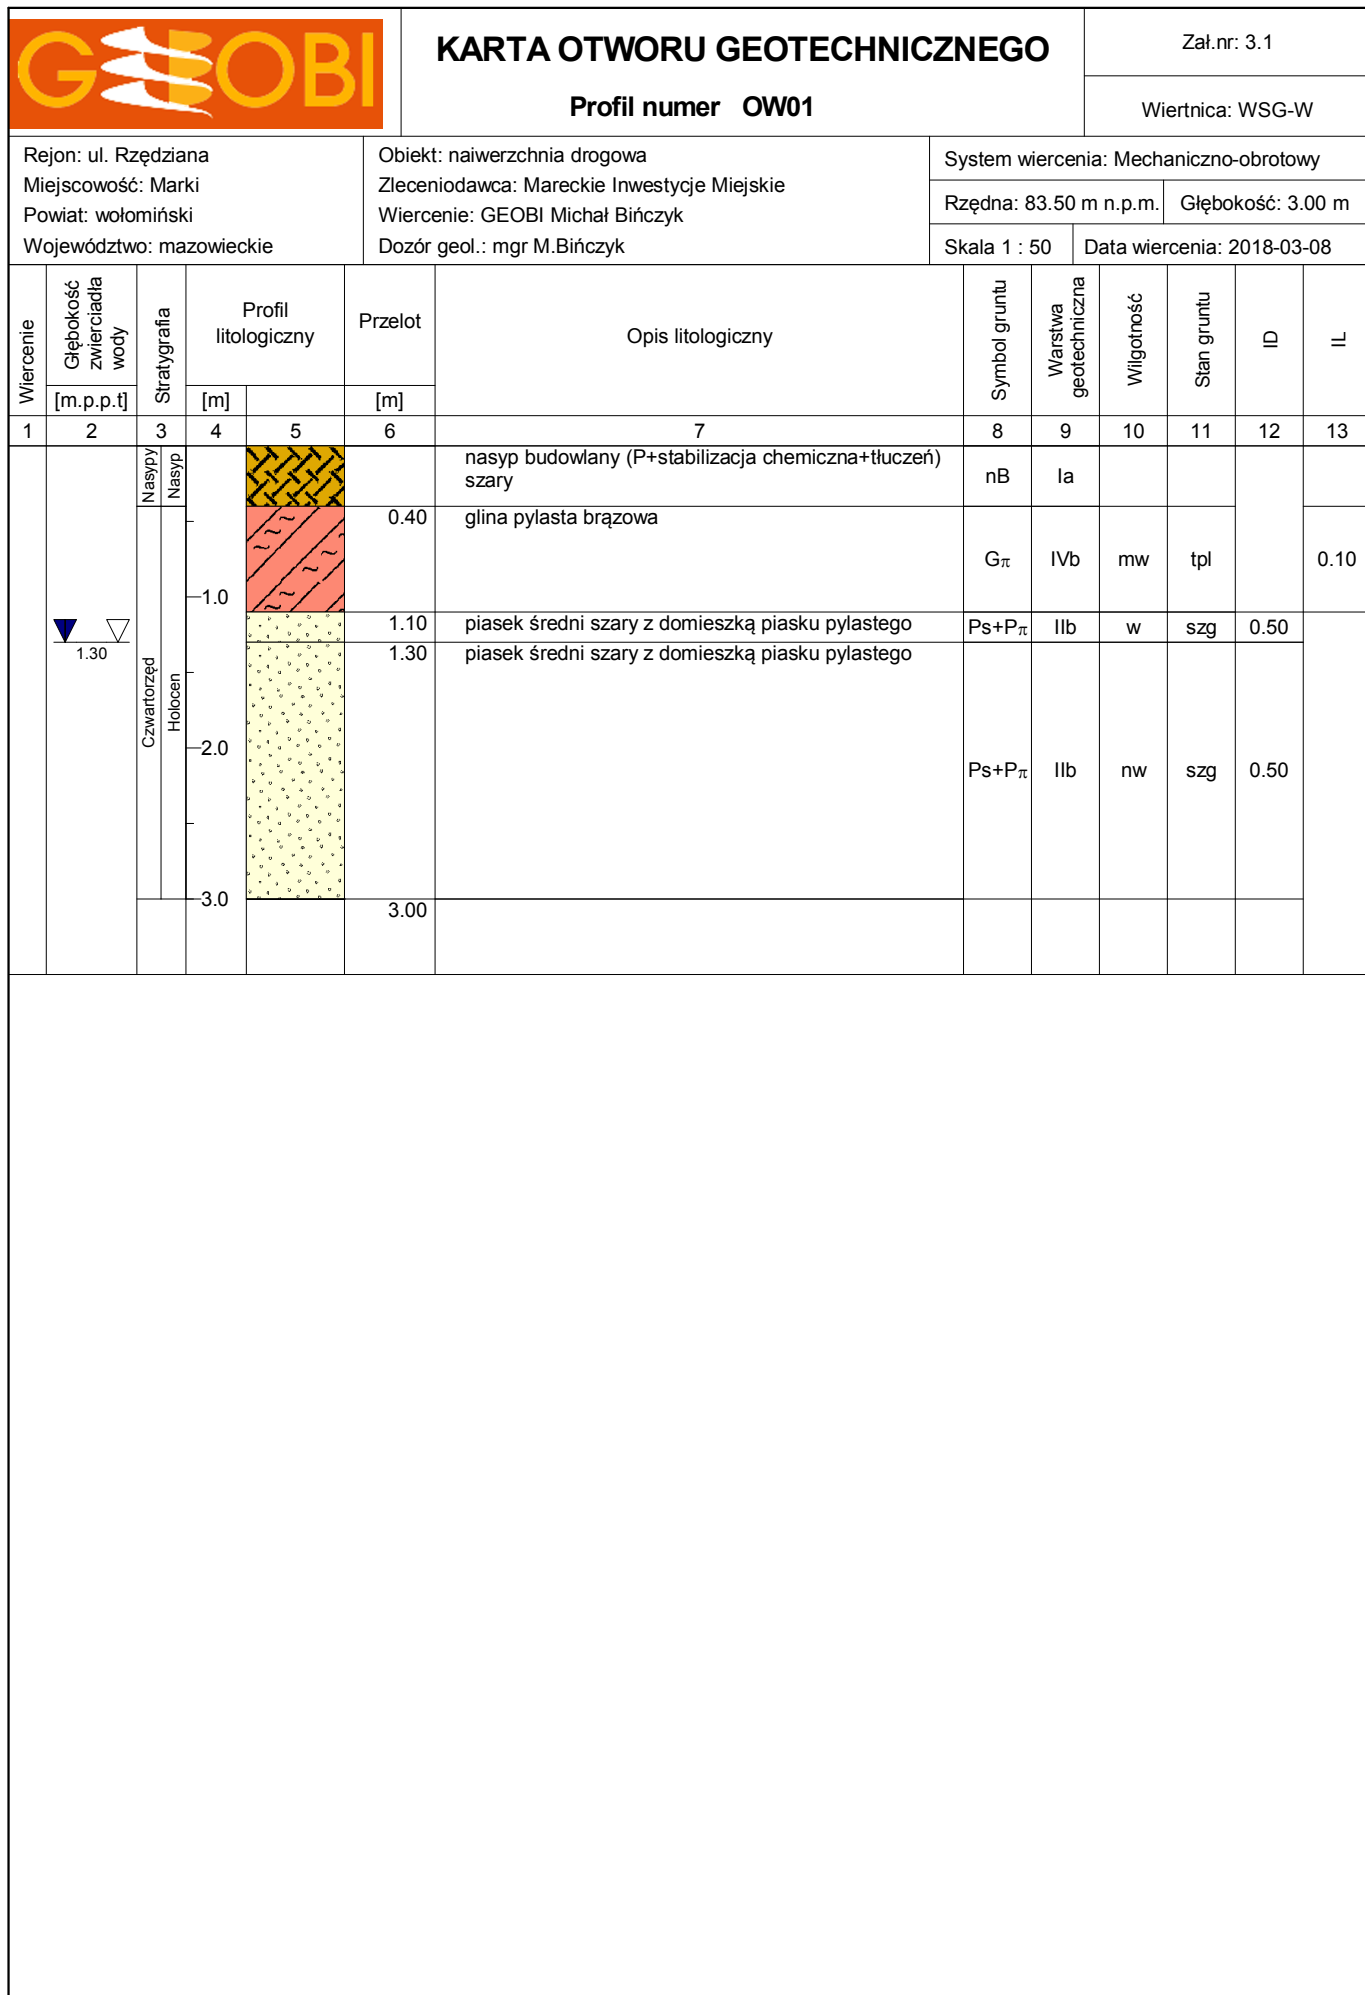 GEOBI
KARTA OTWORU GEOTECHNICZNEGO
Profil numer OW01
Zał.nr: 3.1
Wiertnica: WSG-W
Rejon: ul. Rzędziana
Miejscowość: Marki
Powiat: wołomiński
Województwo: mazowieckie
Obiekt: naiwerzchnia drogowa
Zleceniodawca: Mareckie Inwestycje Miejskie
Wiercenie: GEOBI Michał Bińczyk
Dozór geol.: mgr M.Bińczyk
System wiercenia: Mechaniczno-obrotowy
Rzędna: 83.50 m n.p.m.
Głębokość: 3.00 m
Skala 1 : 50
Data wiercenia: 2018-03-08
Wiercenie
Głębokość
zwierciadła
wody
[m.p.p.t]
Stratygrafia
Profil
litologiczny
[m]
Przelot
[m]
Opis litologiczny
Symbol gruntu
Warstwa
geotechniczna
Wilgotność
Stan gruntu
ID
IL
1 2 3 4 5 6 7 8 9 10 11 12 13
Nasypy
Nasyp
nasyp budowlany (P+stabilizacja chemiczna+tłuczeń)
szary
nB Ia
0.40 glina pylasta brązowa
Gπ IVb mw tpl 0.10
1.0
1.10 piasek średni szary z domieszką piasku pylastego Ps+Pπ IIb w szg 0.50
1.30
1.30 piasek średni szary z domieszką piasku pylastego
Czwartorzęd
Holocen
2.0
Ps+Pπ IIb nw szg 0.50
3.0
3.00